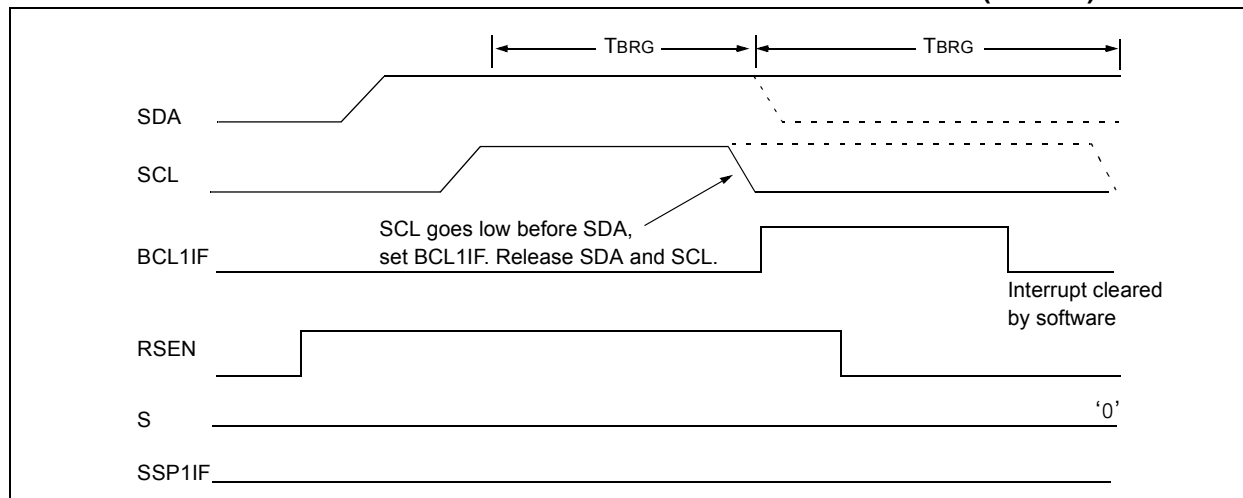 TBRG TBRG
SDA
SCL
SCL goes low before SDA,
set BCL1IF. Release SDA and SCL.
BCL1IF
Interrupt cleared
by software
RSEN
S
‘0’
SSP1IF